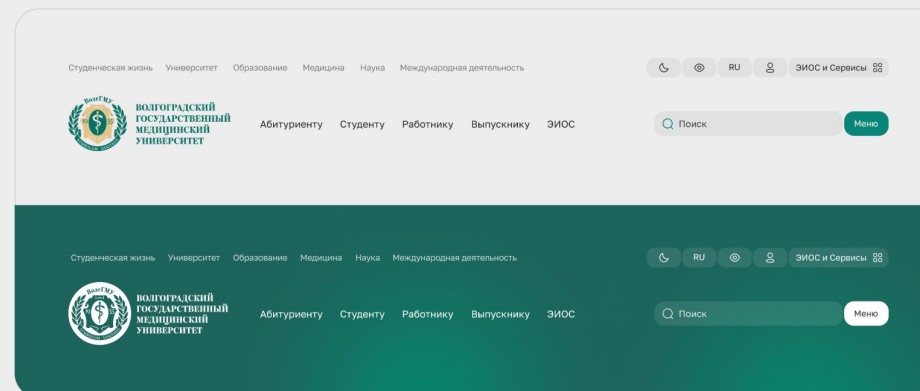 Студенческая жизнь Университет Образование Медицина Наука Международная деятельность RU ЭИОС и Сервисы
ВолгГМУ
ВОЛГОГРАДСКИЙ
ГОСУДАРСТВЕННЫЙ
МЕДИЦИНСКИЙ
УНИВЕРСИТЕТ
Абитуриенту Студенту Работнику Выпускнику ЭИОС Поиск Меню
Студенческая жизнь Университет Образование Медицина Наука Международная деятельность RU ЭИОС и Сервисы
ВолгГМУ
ВОЛГОГРАДСКИЙ
ГОСУДАРСТВЕННЫЙ
МЕДИЦИНСКИЙ
УНИВЕРСИТЕТ
Абитуриенту Студенту Работнику Выпускнику ЭИОС Поиск Меню